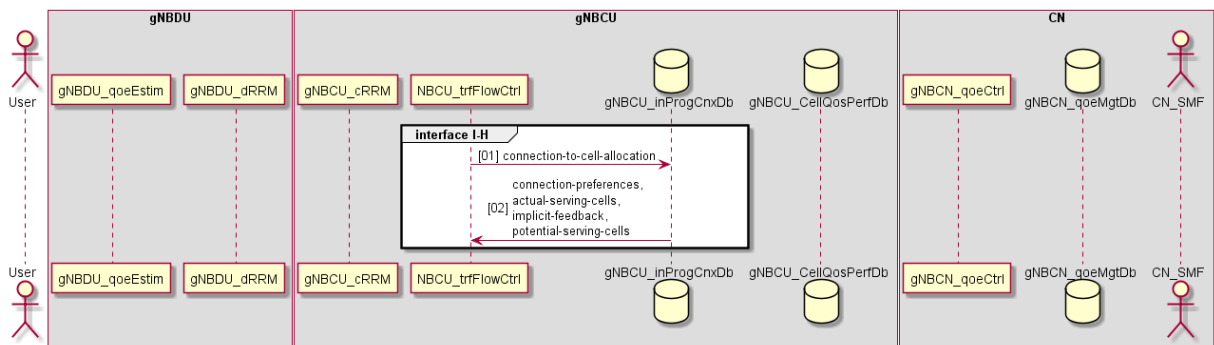 gNBDU
gNBCU
CN
User
gNBDU_qoeEstim
gNBDU_dRRM
gNBCU_cRRM
NBCU_trfFlowCtrl
gNBCU_inProgCnxDb
gNBCU_CellQosPerfDb
gNBCN_qoeCtrl
gNBCN_qoeMgtDb
CN_SMF
interface I-H
[01] connection-to-cell-allocation
connection-preferences,
actual-serving-cells,
[02]
implicit-feedback,
potential-serving-cells
User
gNBDU_qoeEstim
gNBDU_dRRM
gNBCU_cRRM
NBCU_trfFlowCtrl
gNBCU_inProgCnxDb
gNBCU_CellQosPerfDb
gNBCN_qoeCtrl
gNBCN_qoeMgtDb
CN_SMF